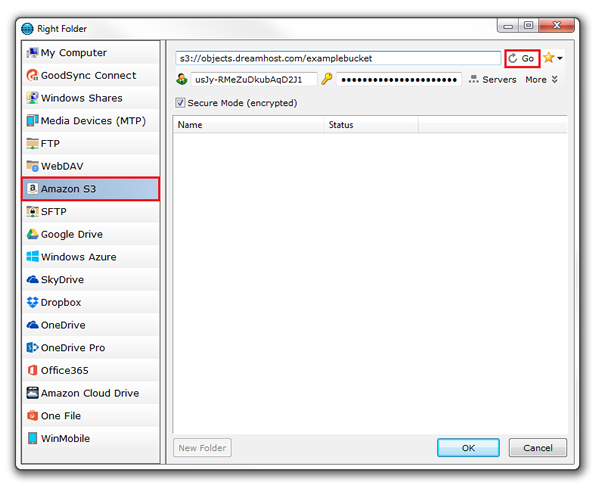 Right Folder
My Computer
GoodSync Connect
Windows Shares
Media Devices (MTP)
FTP
WebDAV
Amazon S3
SFTP
Google Drive
Windows Azure
SkyDrive
Dropbox
OneDrive
OneDrive Pro
Office365
Amazon Cloud Drive
One File
WinMobile
s3://objects.dreamhost.com/examplebucket
Go
usJy-RMeZuDkubAqD2J1
Servers
More
Secure Mode (encrypted)
Name Status
New Folder
OK
Cancel